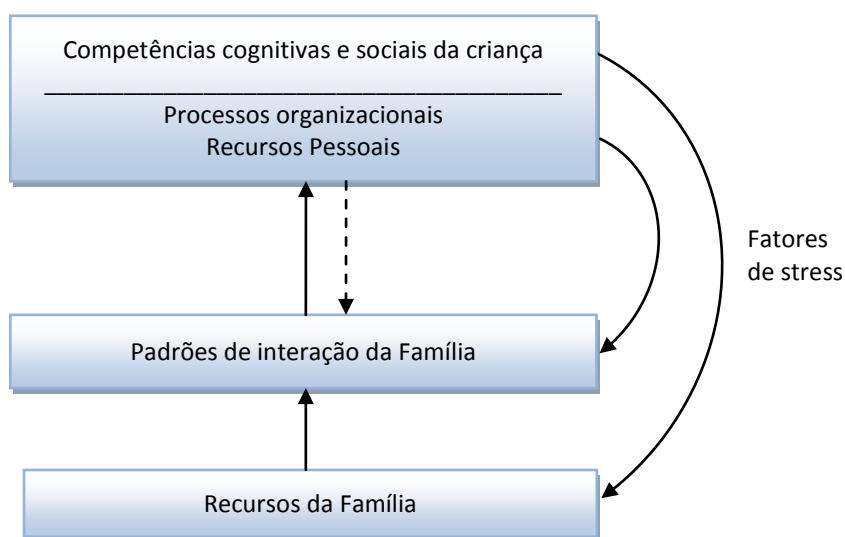 Competências cognitivas e sociais da criança
Processos organizacionais
Recursos Pessoais
Fatores
de stress
Padrões de interação da Família
Recursos da Família